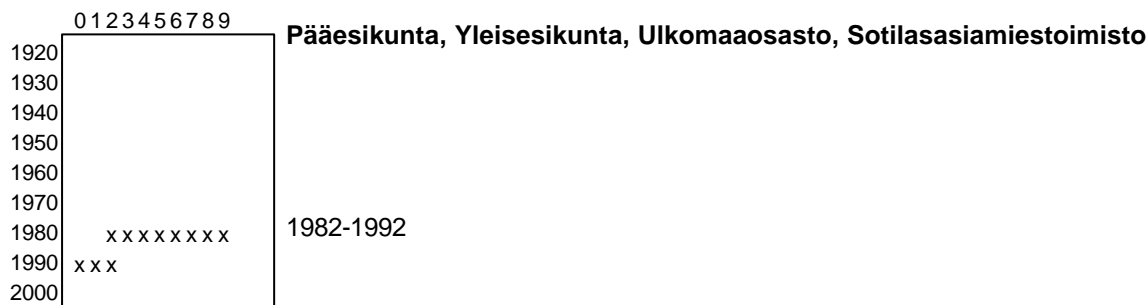 0123456789
Pääesikunta, Yleisesikunta, Ulkomaaosasto, Sotilasasiamiestoimisto
1920
1930
1940
1950
1960
1970
1980 xxxxxxxx 1982-1992
1990 xxx
2000